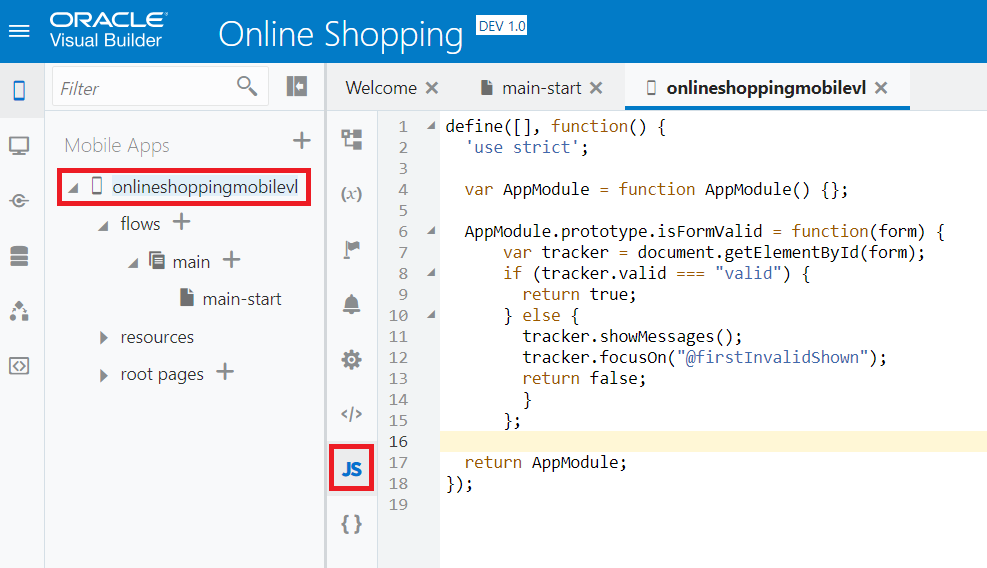 ORACLE®
Visual Builder
Online Shopping
DEV 1.0
Filter
Welcome
main-start
onlineshoppingmobilevl
Mobile Apps
onlineshoppingmobilevl
flows
main
main-start
resources
root pages
(x)
</>
JS
{ }
1 define([], function() {
2 'use strict';
3
4 var AppModule = function AppModule() {};
5
6 AppModule.prototype.isFormValid = function(form) {
7 var tracker = document.getElementById(form);
8 if (tracker.valid === "valid") {
9 return true;
10 } else {
11 tracker.showMessages();
12 tracker.focusOn("@firstInvalidShown");
13 return false;
14 }
15 };
16
17 return AppModule;
18 });
19